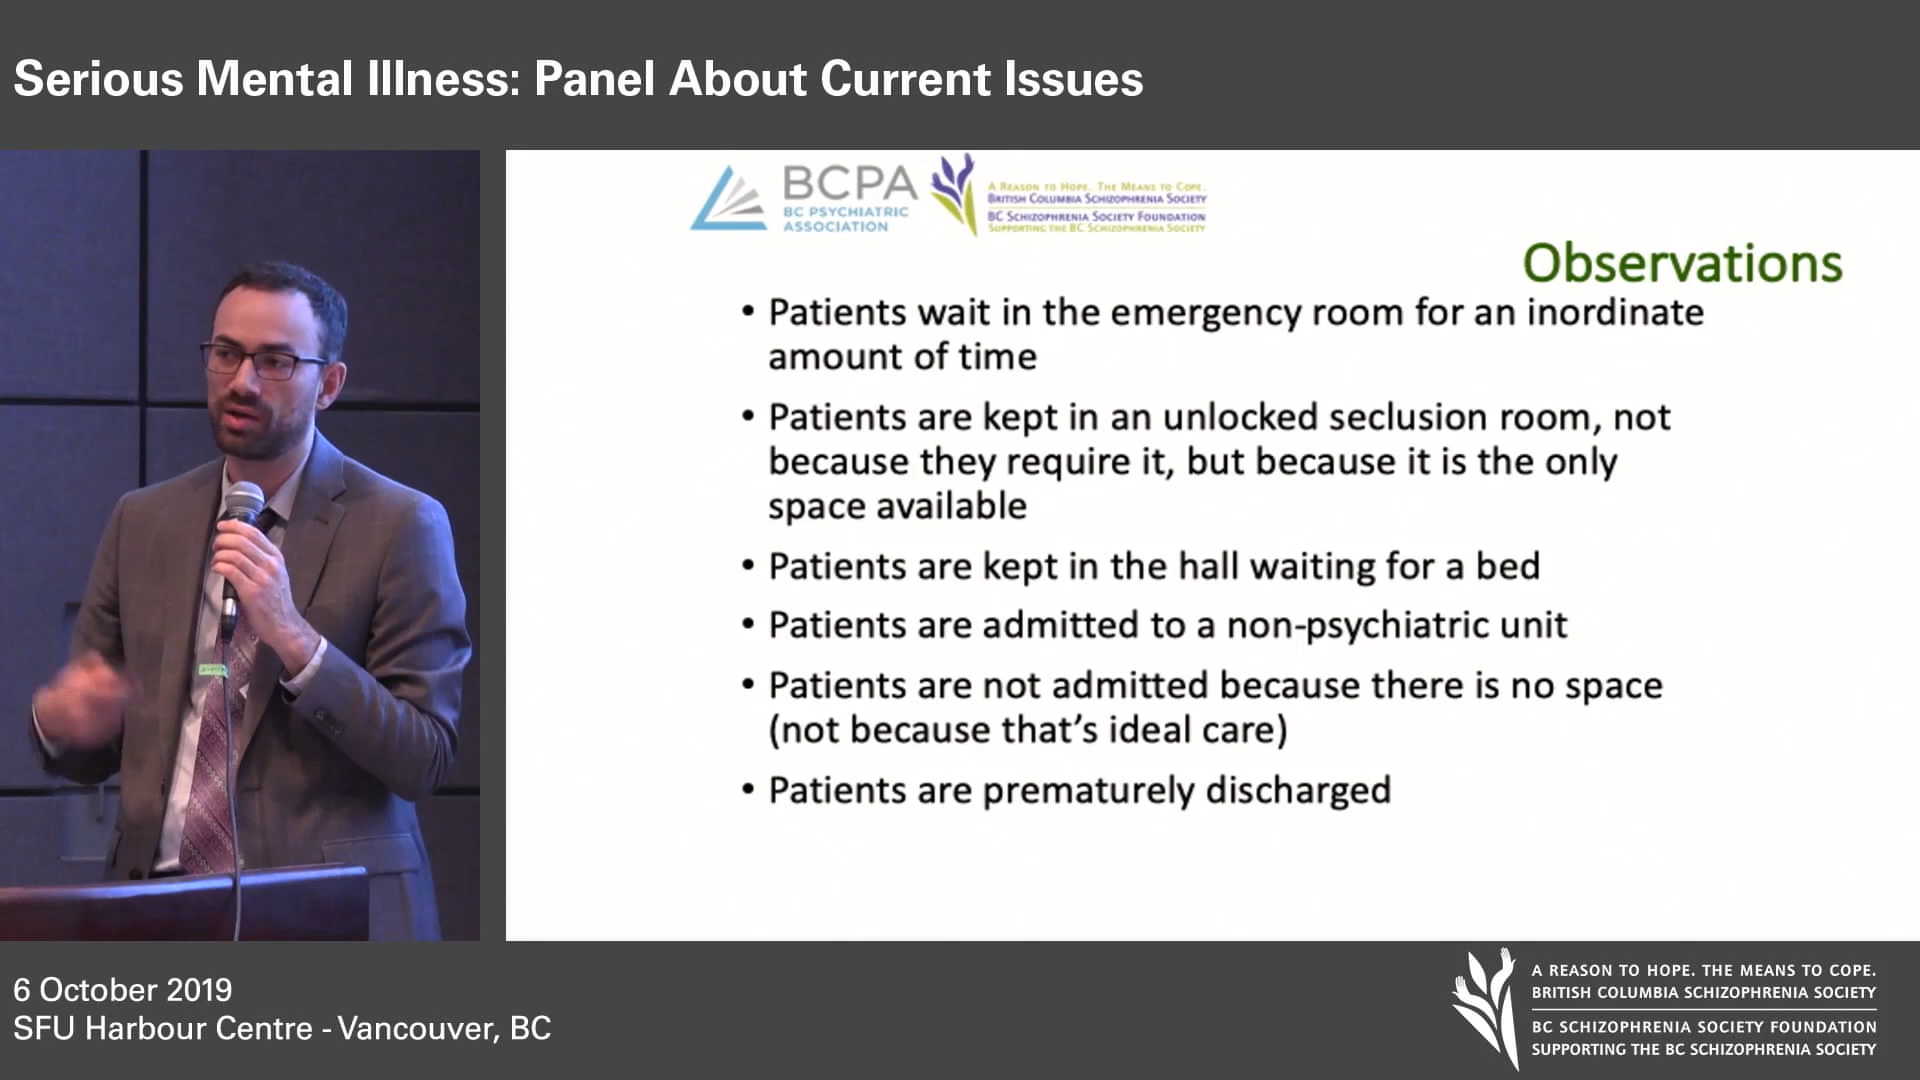 Serious Mental Illness: Panel About Current Issues
BCPA
BC PSYCHIATRIC
ASSOCIATION
A REASON TO HOPE. THE MEANS TO COPE.
BRITISH COLUMBIA SCHIZOPHRENIA SOCIETY
BC SCHIZOPHRENIA SOCIETY FOUNDATION
SUPPORTING THE BC SCHIZOPHRENIA SOCIETY
Observations
• Patients wait in the emergency room for an inordinate
amount of time
• Patients are kept in an unlocked seclusion room, not
because they require it, but because it is the only
space available
• Patients are kept in the hall waiting for a bed
• Patients are admitted to a non-psychiatric unit
• Patients are not admitted because there is no space
(not because that’s ideal care)
• Patients are prematurely discharged
6 October 2019
SFU Harbour Centre - Vancouver, BC
A REASON TO HOPE. THE MEANS TO COPE.
BRITISH COLUMBIA SCHIZOPHRENIA SOCIETY
BC SCHIZOPHRENIA SOCIETY FOUNDATION
SUPPORTING THE BC SCHIZOPHRENIA SOCIETY